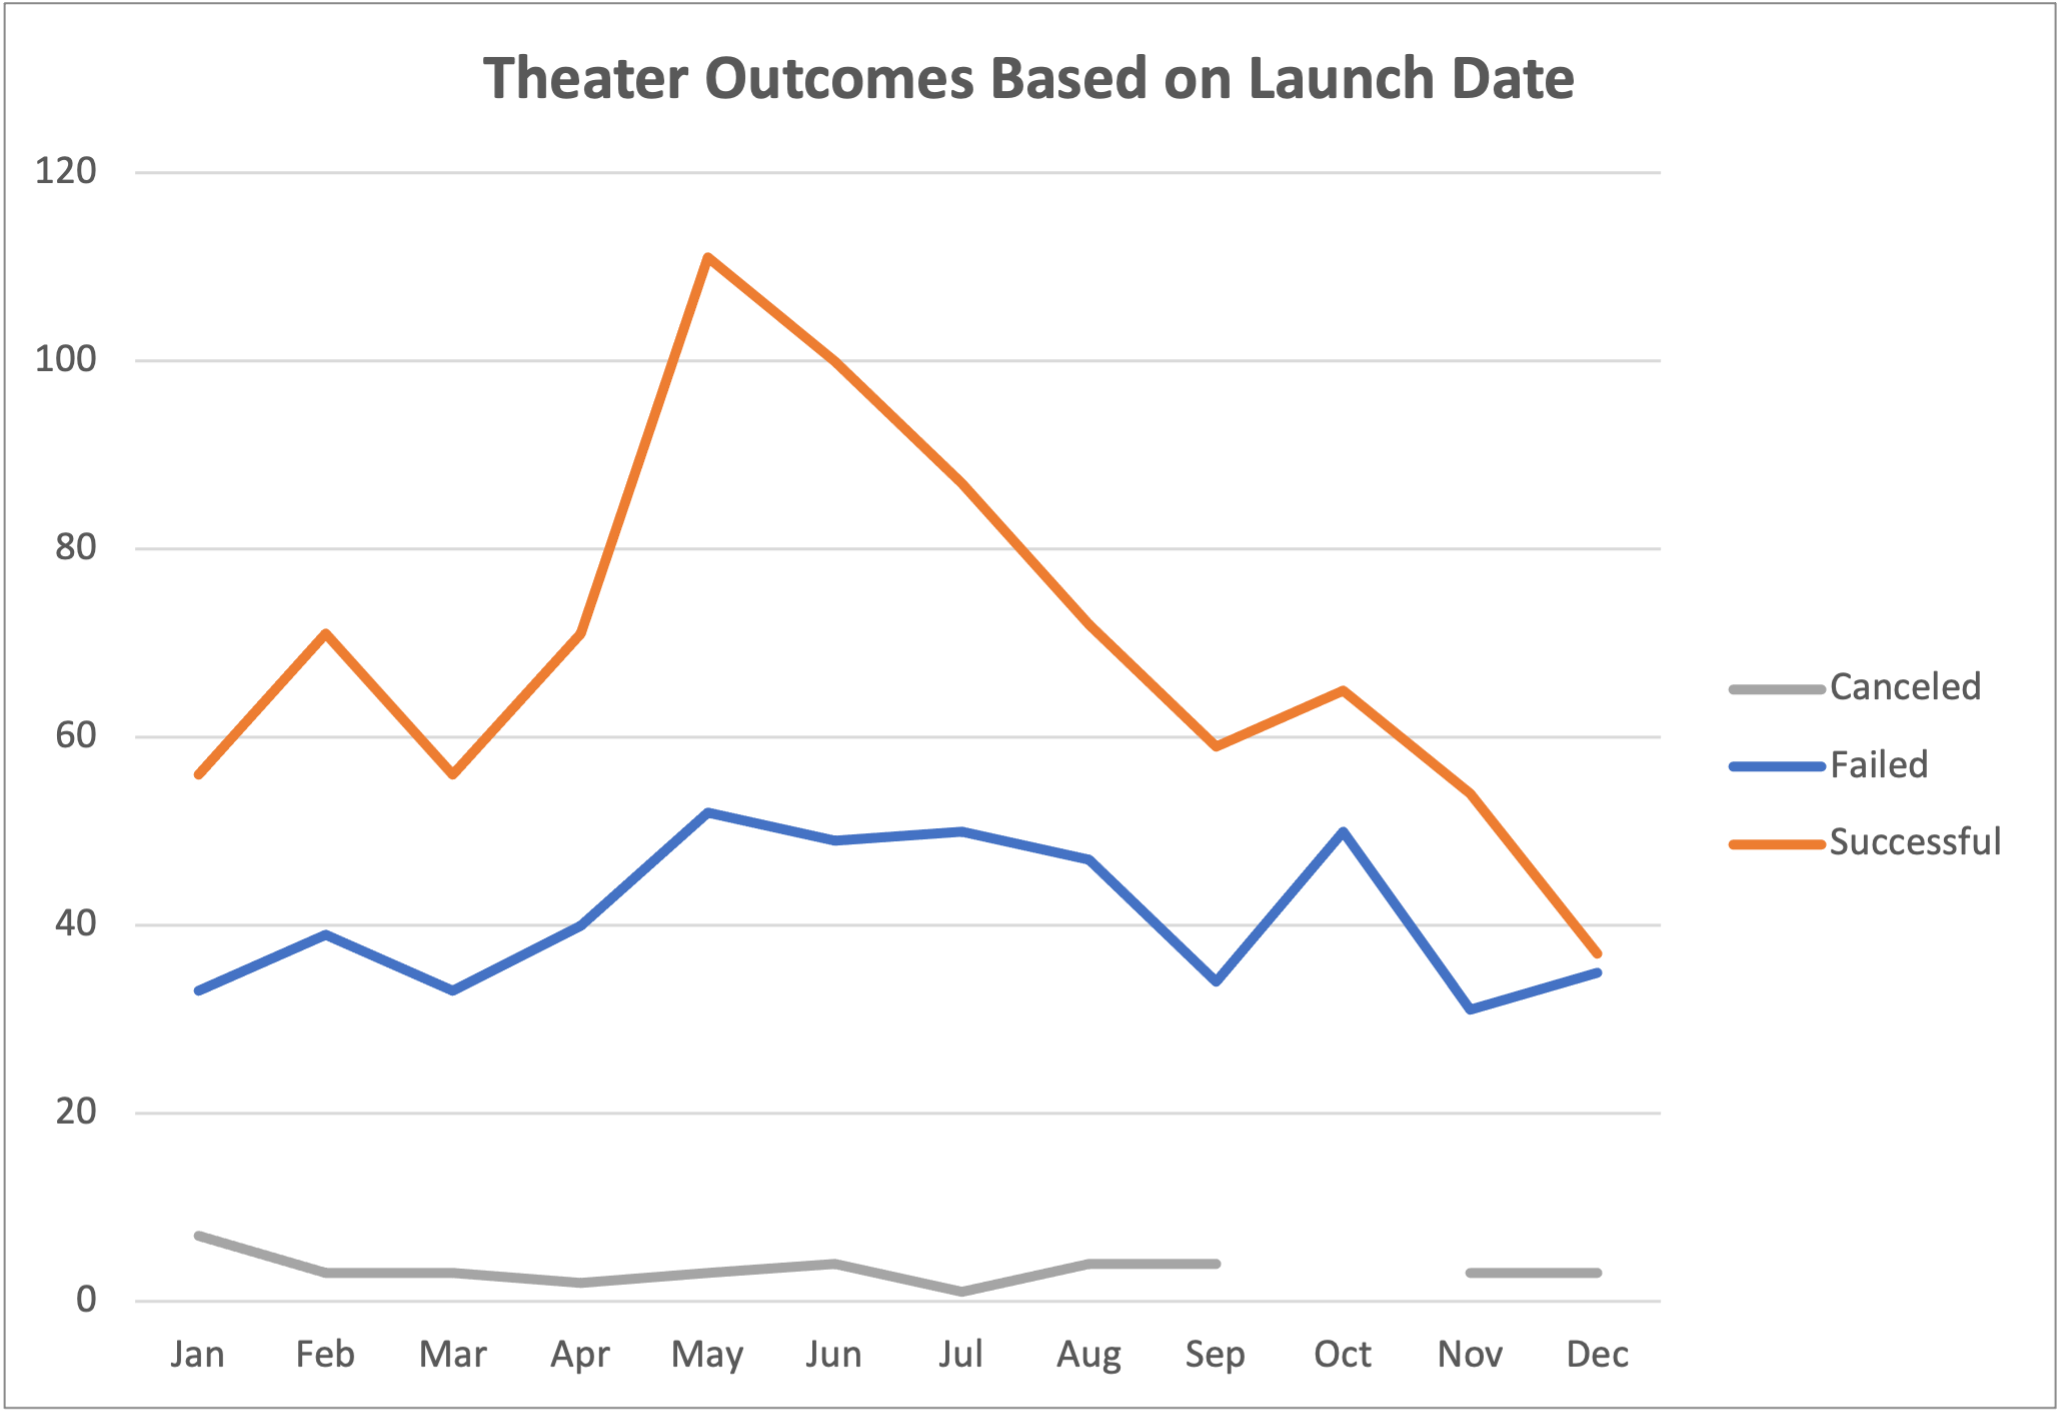 Theater Outcomes Based on Launch Date
120
100
80
60
40
20
0
Jan Feb Mar Apr May Jun Jul Aug Sep Oct Nov Dec
Canceled
Failed
Successful